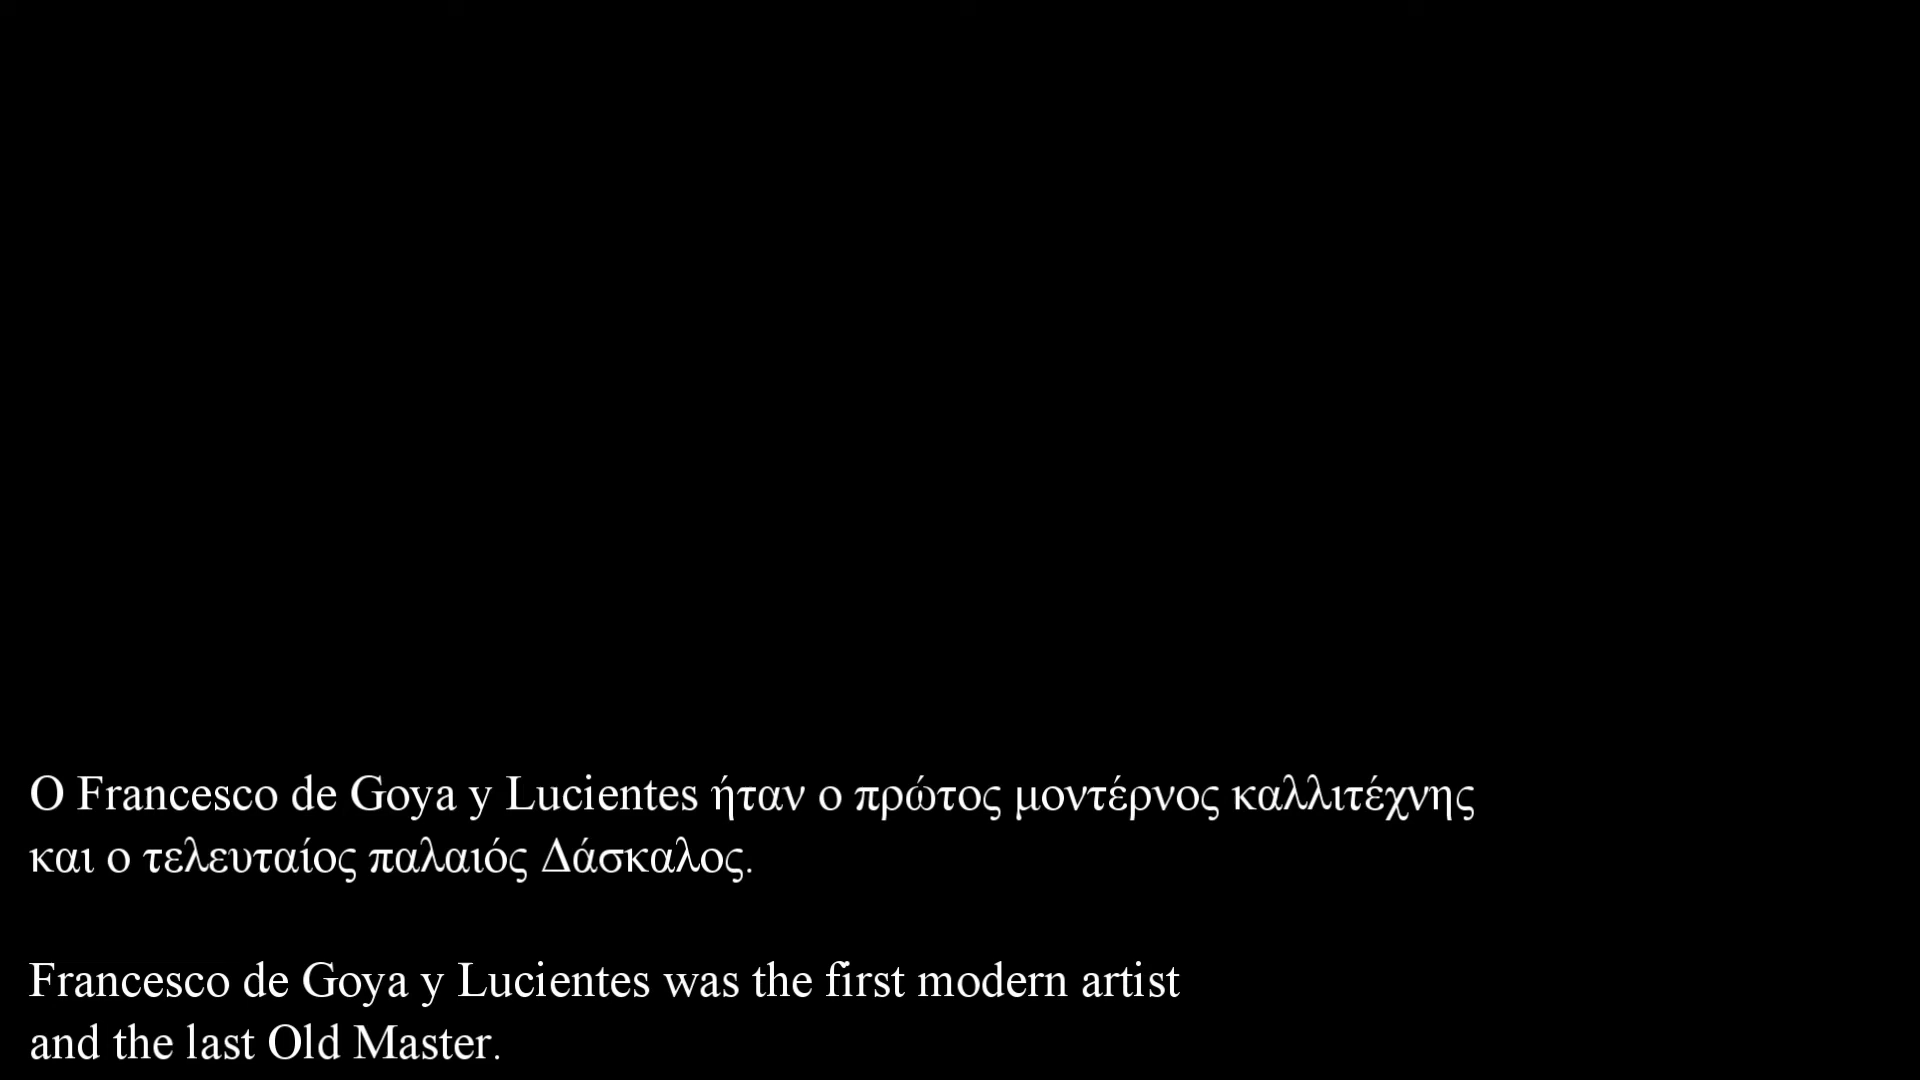 Ο Francesco de Goya y Lucientes ήταν ο πρώτος μοντέρνος καλλιτέχνης
και ο τελευταίος παλαιός Δάσκαλος.
Francesco de Goya y Lucientes was the first modern artist
and the last Old Master.